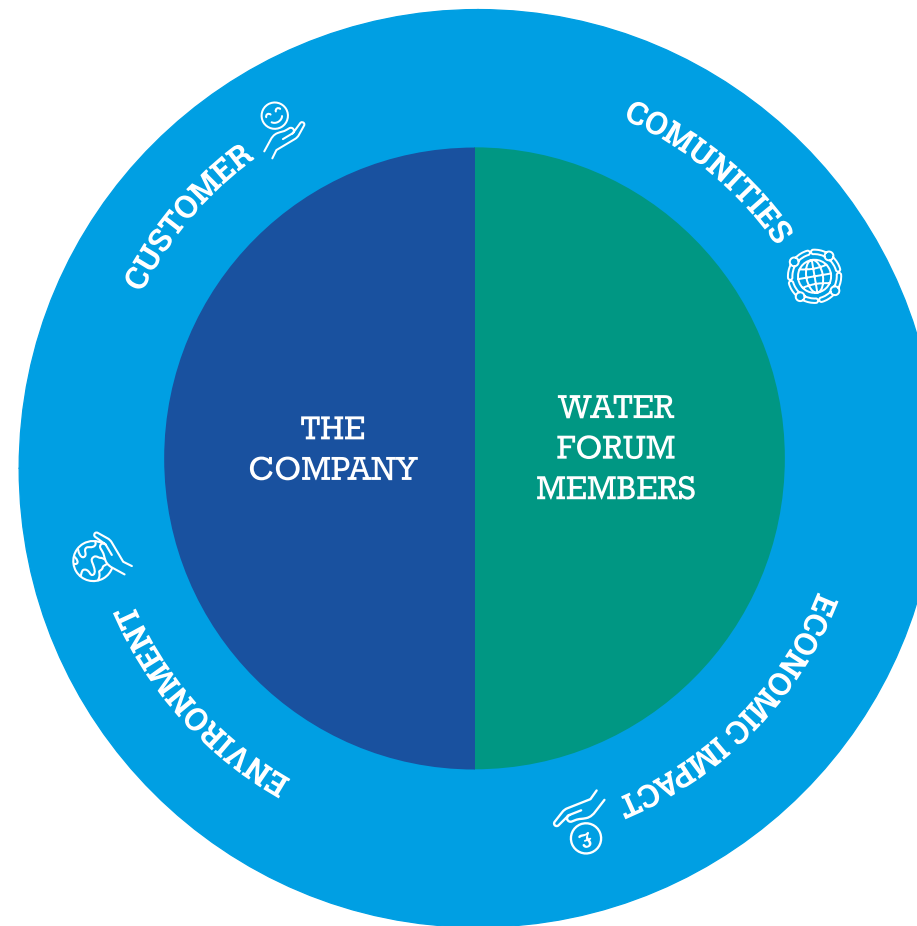 CUSTOMER
COMUNITIES
THE
COMPANY
WATER
FORUM
MEMBERS
ENVIRONMENT
ECONOMIC IMPACT
£